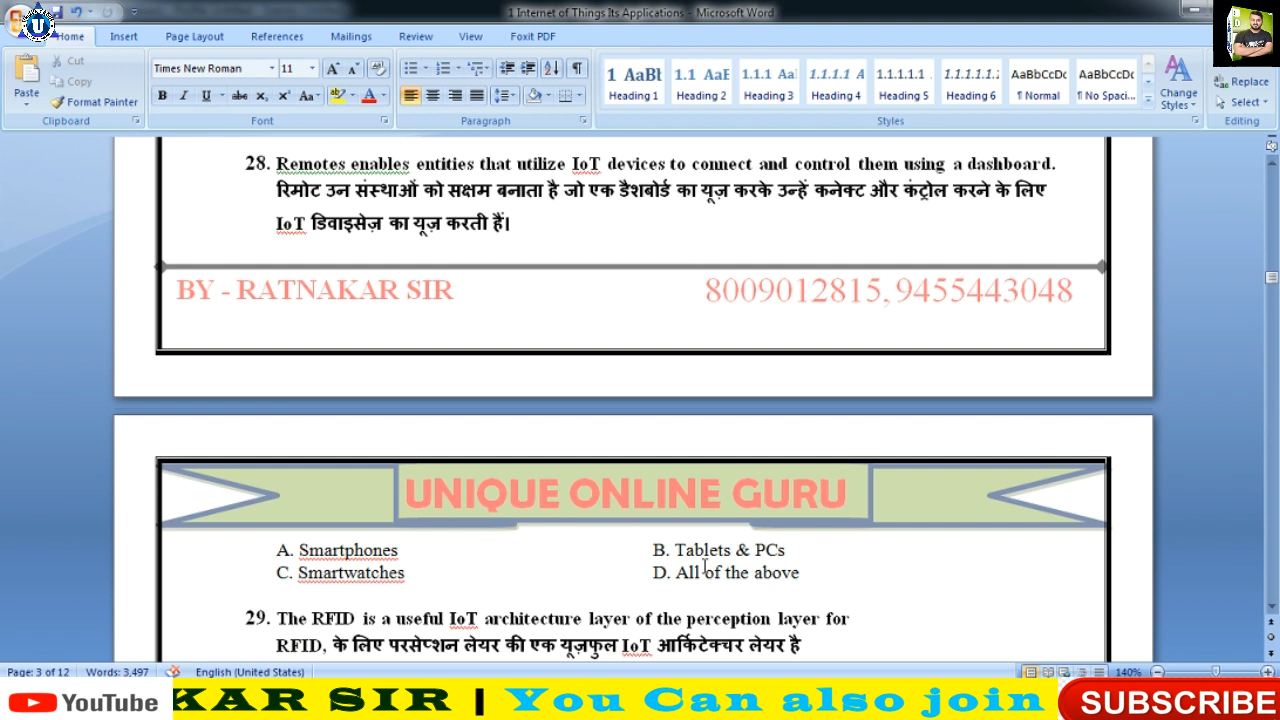 1 Internet of Things Its Applications - Microsoft Word
Home Insert Page Layout References Mailings Review View Foxit PDF
Paste
Cut
Copy
Format Painter
Clipboard
Times New Roman 11
Font
Paragraph
1 AaBb 1.1 AaB 1.1.1 Aa 1.1.1.1 A 1.1.1.1.1 1.1.1.1.1. AaBbCcDc AaBbCcDc
Heading 1 Heading 2 Heading 3 Heading 4 Heading 5 Heading 6 ¶ Normal ¶ No Spaci...
Change Styles
Styles
Replace
Select
Editing
28. Remotes enables entities that utilize IoT devices to connect and control them using a dashboard.
रिमोट उन संस्थाओं को सक्षम बनाता है जो एक डैशबोर्ड का यूज़ करके उन्हें कनेक्ट और कंट्रोल करने के लिए
IoT डिवाइसेज़ का यूज़ करती हैं।
BY - RATNAKAR SIR 8009012815, 9455443048
UNIQUE ONLINE GURU
A. Smartphones B. Tablets & PCs
C. Smartwatches D. All of the above
29. The RFID is a useful IoT architecture layer of the perception layer for
RFID, के लिए परसेप्शन लेयर की एक यूज़फुल IoT आर्किटेक्चर लेयर है
Page: 3 of 12 Words: 3,497 English (United States) 140%
YouTube KAR SIR | You Can also join SUBSCRIBE